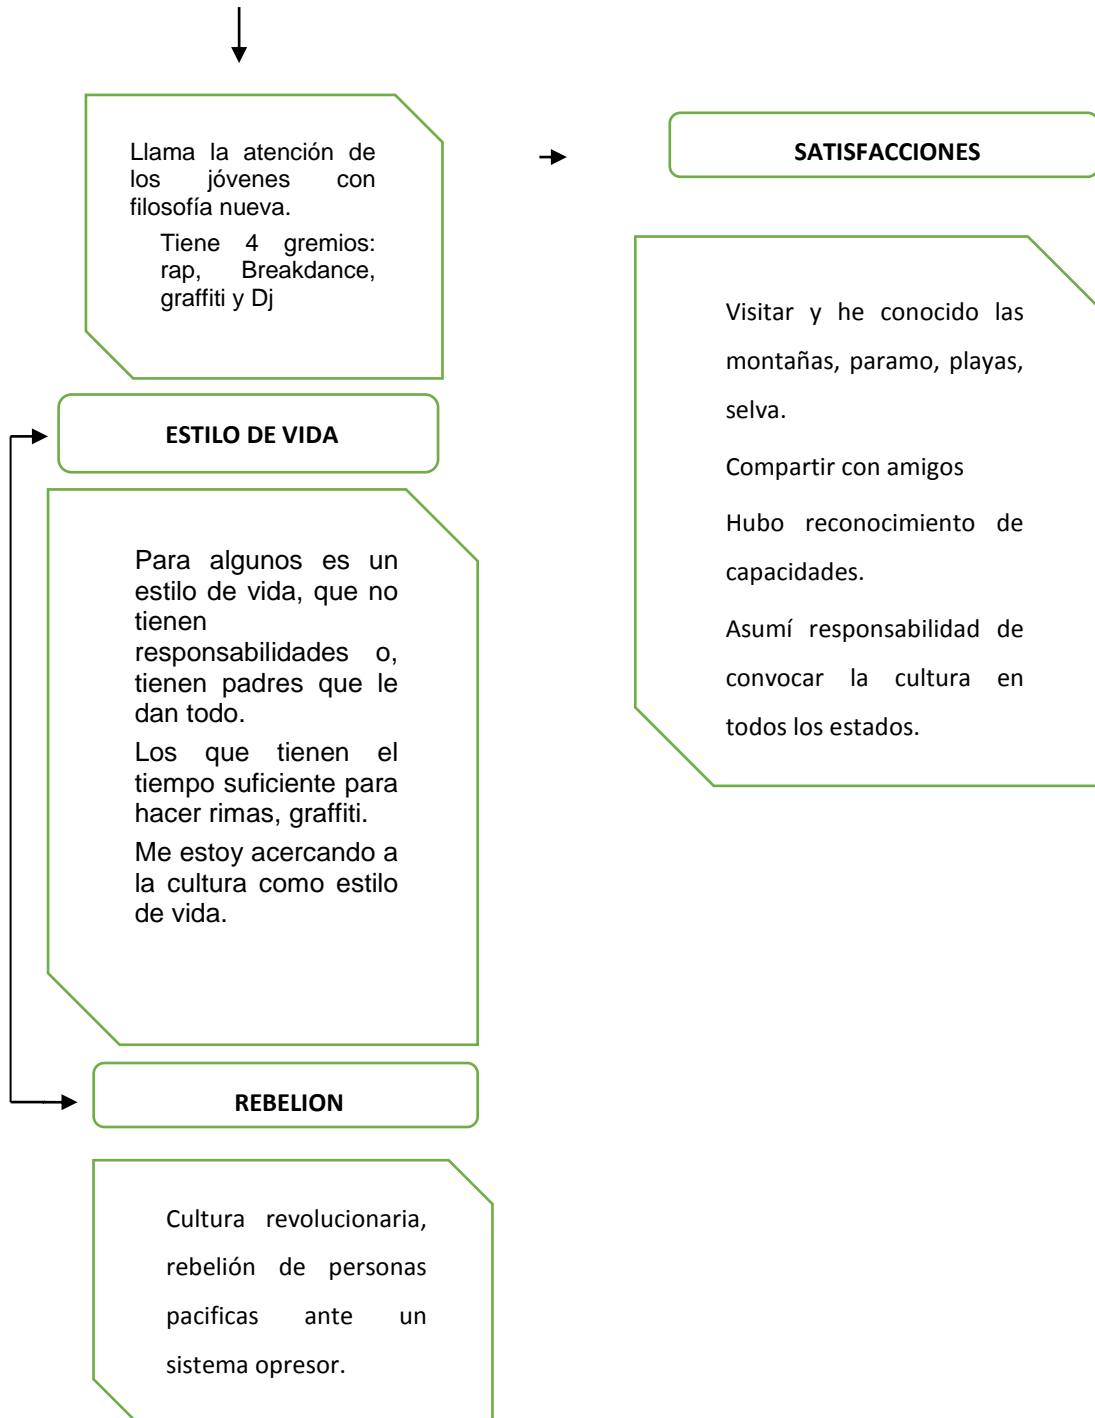 Llama la atención de
los jóvenes con
filosofía nueva.
Tiene 4 gremios:
rap, Breakdance,
graffiti y Dj
ESTILO DE VIDA
Para algunos es un
estilo de vida, que no
tienen
responsabilidades o,
tienen padres que le
dan todo.
Los que tienen el
tiempo suficiente para
hacer rimas, graffiti.
Me estoy acercando a
la cultura como estilo
de vida.
REBELION
Cultura revolucionaria,
rebelión de personas
pacificas ante un
sistema opresor.
SATISFACCIONES
Visitar y he conocido las
montañas, paramo, playas,
selva.
Compartir con amigos
Hubo reconocimiento de
capacidades.
Asumí responsabilidad de
convocar la cultura en
todos los estados.